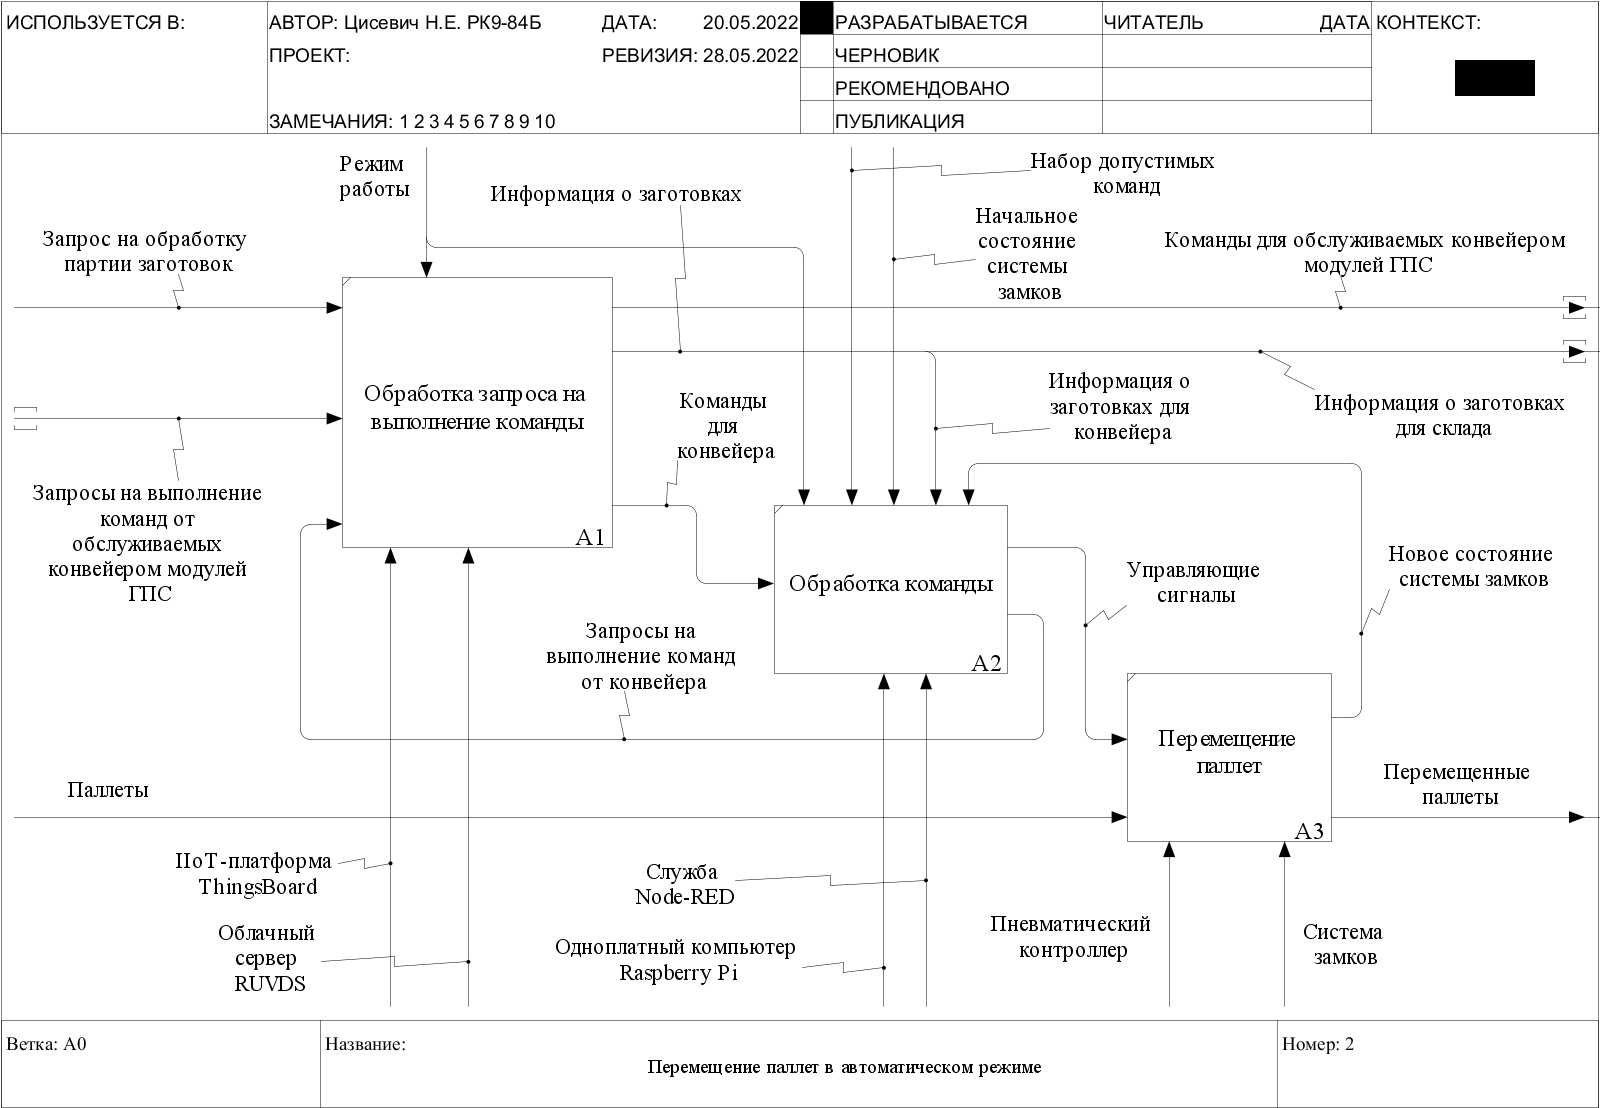 ИСПОЛЬЗУЕТСЯ В:
АВТОР: Цисевич Н.Е. РК9-84Б
ДАТА: 20.05.2022
ПРОЕКТ:
РЕВИЗИЯ: 28.05.2022
ЗАМЕЧАНИЯ: 1 2 3 4 5 6 7 8 9 10
РАЗРАБАТЫВАЕТСЯ
ЧЕРНОВИК
РЕКОМЕНДОВАНО
ПУБЛИКАЦИЯ
ЧИТАТЕЛЬ
ДАТА
КОНТЕКСТ:
Режим
работы
Информация о заготовках
Набор допустимых
команд
Начальное
состояние
системы
замков
Запрос на обработку
партии заготовок
Команды для обслуживаемых конвейером
модулей ГПС
Обработка запроса на
выполнение команды
A1
Команды
для
конвейера
Информация о
заготовках для
конвейера
Информация о заготовках
для склада
Запросы на выполнение
команд от
обслуживаемых
конвейером модулей
ГПС
Обработка команды
A2
Управляющие
сигналы
Новое состояние
системы замков
Запросы на
выполнение команд
от конвейера
Перемещение
паллет
A3
Паллеты
Перемещенные
паллеты
IIoT-платформа
ThingsBoard
Служба
Node-RED
Облачный
сервер
RUVDS
Одноплатный компьютер
Raspberry Pi
Пневматический
контроллер
Система
замков
Ветка: A0
Название:
Перемещение паллет в автоматическом режиме
Номер: 2